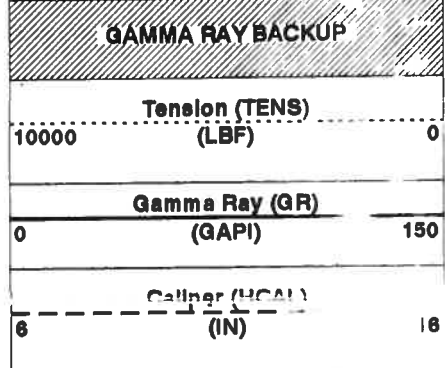 GAMMA RAY BACKUP
Tension (TENS)
10000 (LBF) 0
Gamma Ray (GR)
0 (GAPI) 150
Caliper (HCAL)
6 (IN) 16